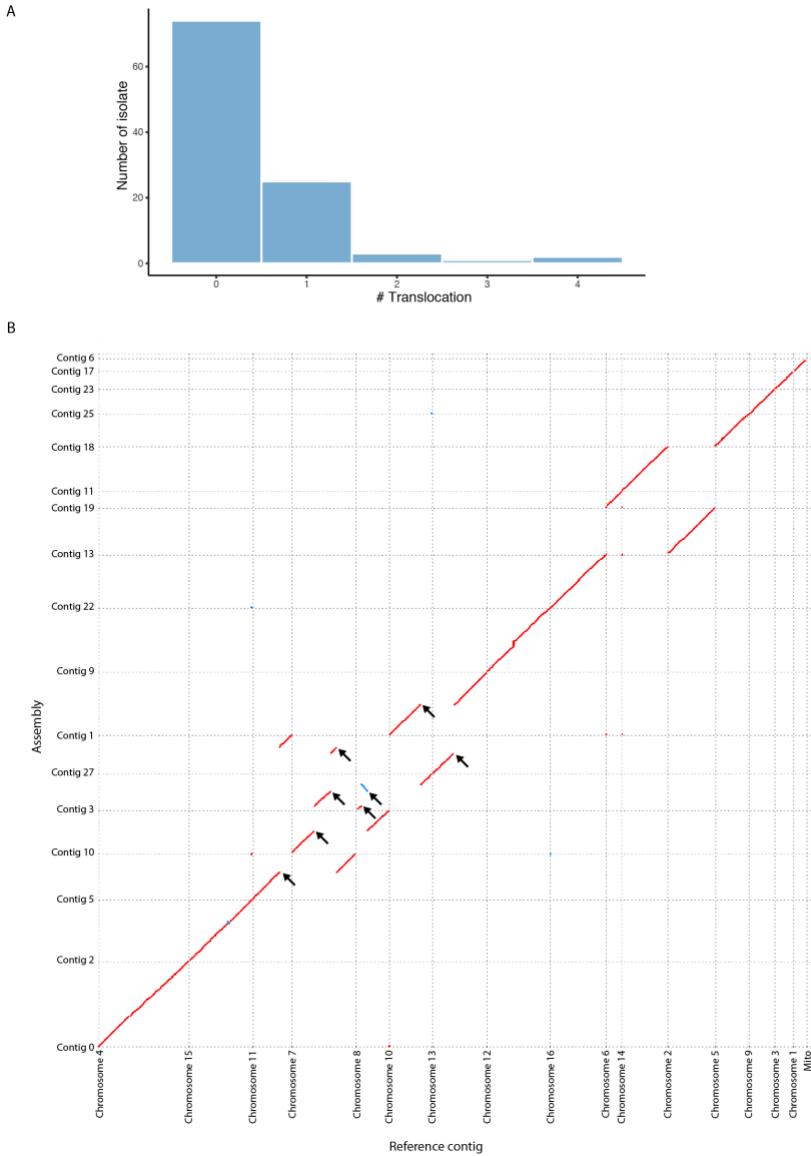 A
60
40
20
0
Number of isolate
0 1 2 3 4
# Translocation
B
Contig 6
Contig 17
Contig 23
Contig 25
Contig 18
Contig 11
Contig 19
Contig 13
Contig 22
Contig 9
Contig 1
Contig 27
Contig 3
Contig 10
Contig 5
Contig 2
Contig 0
Assembly
Chromosome 4
Chromosome 15
Chromosome 11
Chromosome 7
Chromosome 8
Chromosome 10
Chromosome 13
Chromosome 12
Chromosome 16
Chromosome 6
Chromosome 14
Chromosome 2
Chromosome 5
Chromosome 9
Chromosome 3
Chromosome 1
Mito
Reference contig